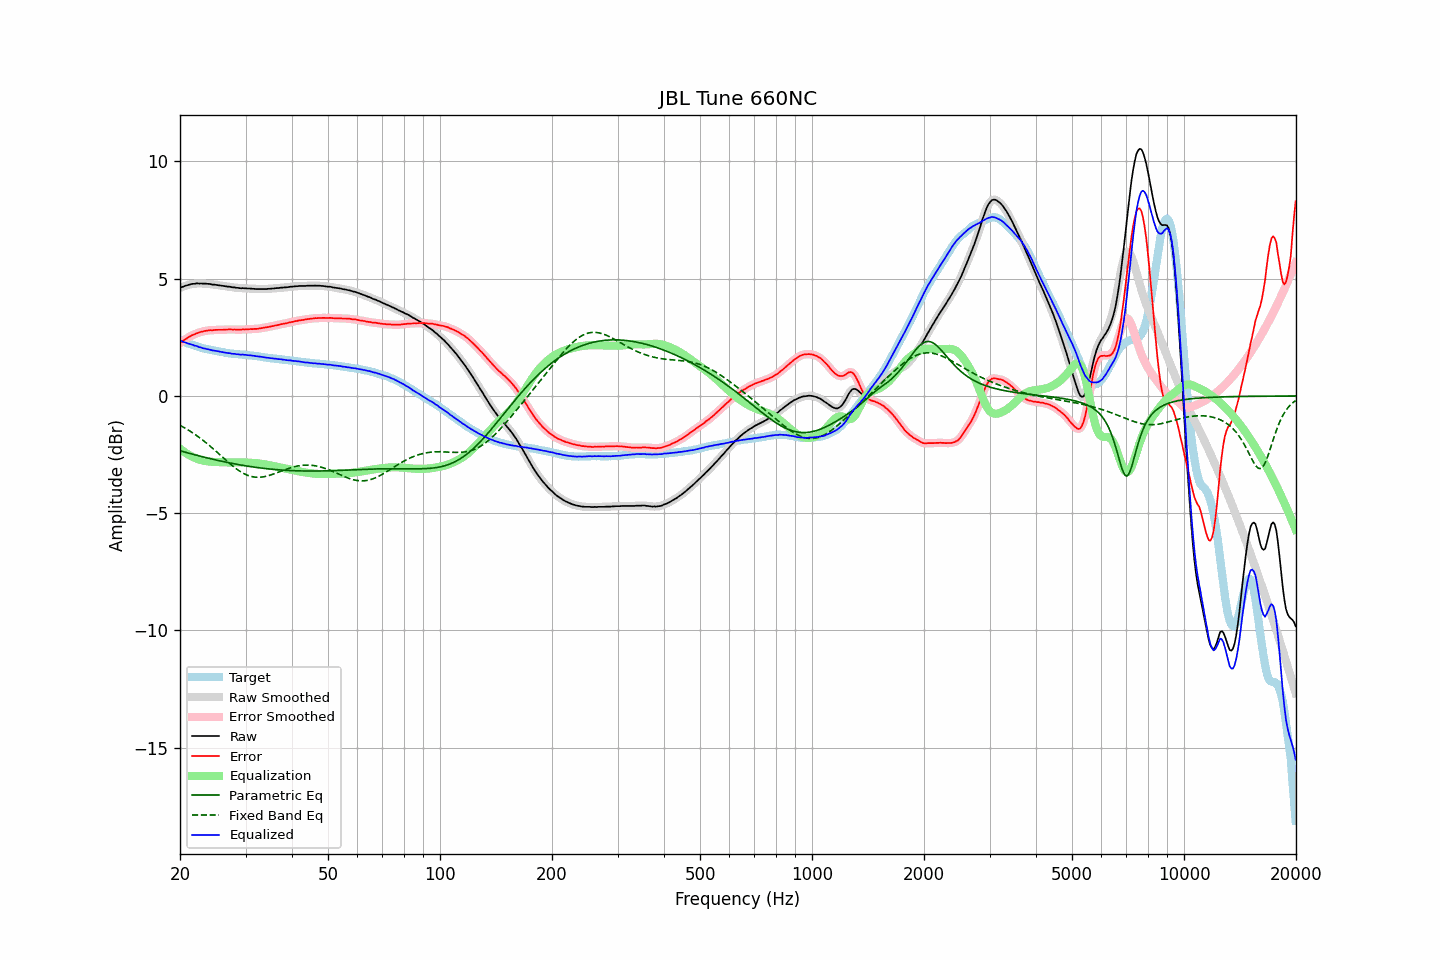 JBL Tune 660NC
Amplitude (dBr)
10
5
0
−5
−10
−15
Target
Raw Smoothed
Error Smoothed
Raw
Error
Equalization
Parametric Eq
Fixed Band Eq
Equalized
20 50 100 200 500 1000 2000 5000 10000 20000
Frequency (Hz)